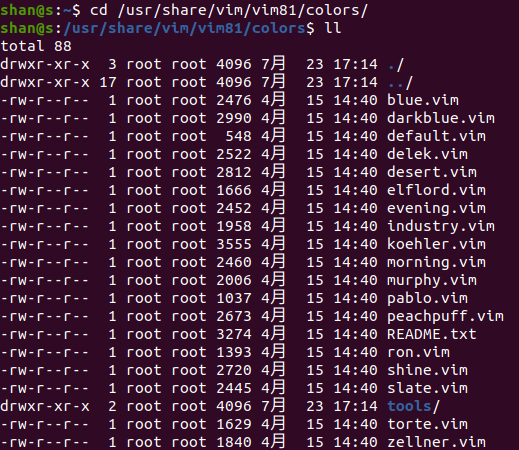 shan@s:~$ cd /usr/share/vim/vim81/colors/
shan@s:/usr/share/vim/vim81/colors$ ll
total 88
drwxr-xr-x  3 root root 4096 7月  23 17:14 ./
drwxr-xr-x 17 root root 4096 7月  23 17:14 ../
-rw-r--r--  1 root root 2476 4月  15 14:40 blue.vim
-rw-r--r--  1 root root 2990 4月  15 14:40 darkblue.vim
-rw-r--r--  1 root root  548 4月  15 14:40 default.vim
-rw-r--r--  1 root root 2522 4月  15 14:40 delek.vim
-rw-r--r--  1 root root 2812 4月  15 14:40 desert.vim
-rw-r--r--  1 root root 1666 4月  15 14:40 elflord.vim
-rw-r--r--  1 root root 2452 4月  15 14:40 evening.vim
-rw-r--r--  1 root root 1958 4月  15 14:40 industry.vim
-rw-r--r--  1 root root 3555 4月  15 14:40 koehler.vim
-rw-r--r--  1 root root 2460 4月  15 14:40 morning.vim
-rw-r--r--  1 root root 2006 4月  15 14:40 murphy.vim
-rw-r--r--  1 root root 1037 4月  15 14:40 pablo.vim
-rw-r--r--  1 root root 2673 4月  15 14:40 peachpuff.vim
-rw-r--r--  1 root root 3274 4月  15 14:40 README.txt
-rw-r--r--  1 root root 1393 4月  15 14:40 ron.vim
-rw-r--r--  1 root root 2720 4月  15 14:40 shine.vim
-rw-r--r--  1 root root 2445 4月  15 14:40 slate.vim
drwxr-xr-x  2 root root 4096 7月  23 17:14 tools/
-rw-r--r--  1 root root 1629 4月  15 14:40 torte.vim
-rw-r--r--  1 root root 1840 4月  15 14:40 zellner.vim